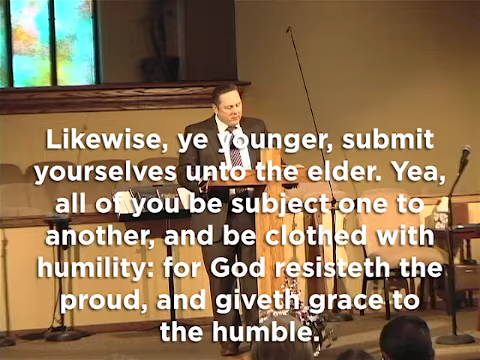 Likewise, ye younger, submit
yourselves unto the elder. Yea,
all of you be subject one to
another, and be clothed with
humility: for God resisteth the
proud, and giveth grace to
the humble.